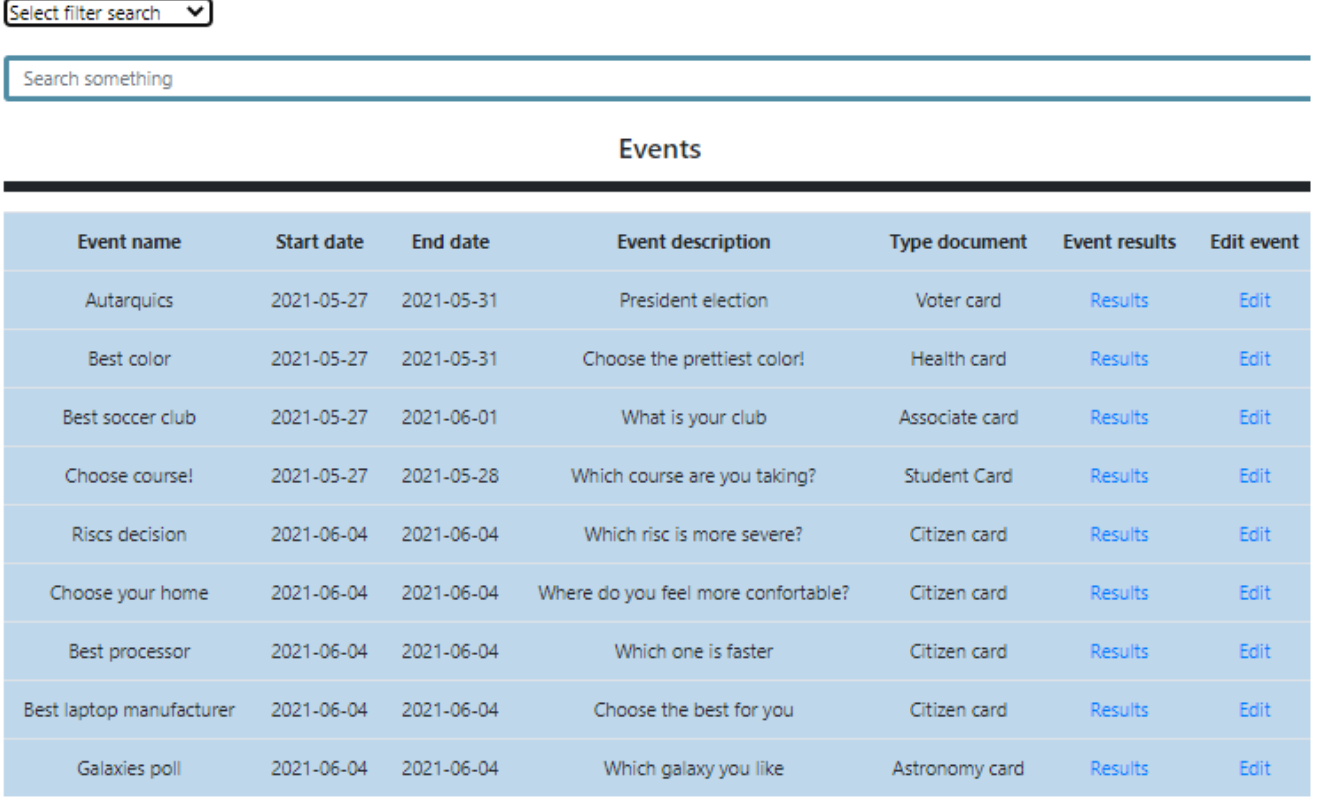 Select filter search
Search something
Events
Event name Start date End date Event description Type document Event results Edit event
Autarquics 2021-05-27 2021-05-31 President election Voter card Results Edit
Best color 2021-05-27 2021-05-31 Choose the prettiest color! Health card Results Edit
Best soccer club 2021-05-27 2021-06-01 What is your club Associate card Results Edit
Choose course! 2021-05-27 2021-05-28 Which course are you taking? Student Card Results Edit
Riscs decision 2021-06-04 2021-06-04 Which risc is more severe? Citizen card Results Edit
Choose your home 2021-06-04 2021-06-04 Where do you feel more confortable? Citizen card Results Edit
Best processor 2021-06-04 2021-06-04 Which one is faster Citizen card Results Edit
Best laptop manufacturer 2021-06-04 2021-06-04 Choose the best for you Citizen card Results Edit
Galaxies poll 2021-06-04 2021-06-04 Which galaxy you like Astronomy card Results Edit